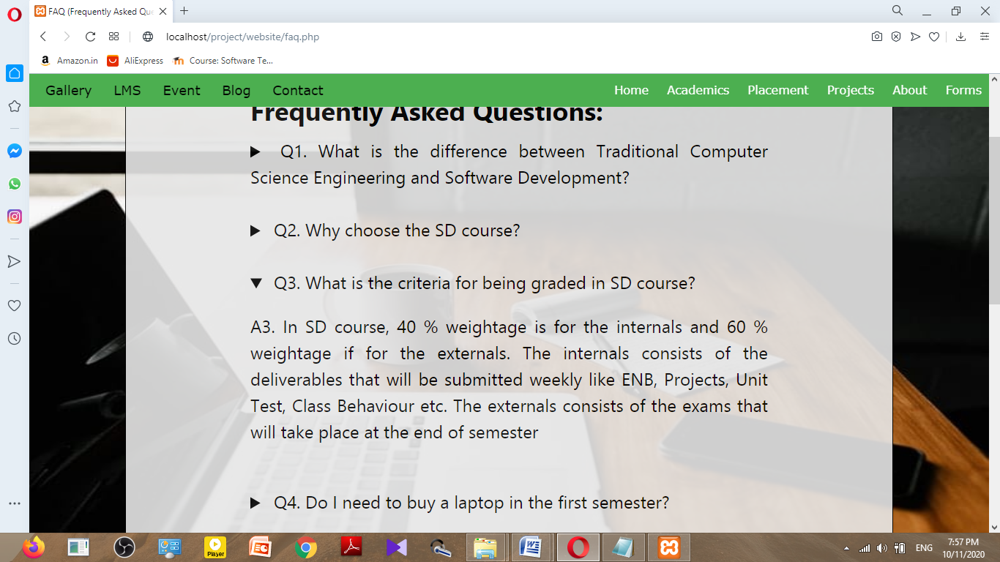 FAQ (Frequently Asked Que
localhost/project/website/faq.php
Amazon.in AliExpress Course: Software Te...
Gallery LMS Event Blog Contact Home Academics Placement Projects About Forms
Frequently Asked Questions:
Q1. What is the difference between Traditional Computer
Science Engineering and Software Development?
Q2. Why choose the SD course?
Q3. What is the criteria for being graded in SD course?
A3. In SD course, 40 % weightage is for the internals and 60 %
weightage if for the externals. The internals consists of the
deliverables that will be submitted weekly like ENB, Projects, Unit
Test, Class Behaviour etc. The externals consists of the exams that
will take place at the end of semester
Q4. Do I need to buy a laptop in the first semester?
Player
ENG
7:57 PM
10/11/2020